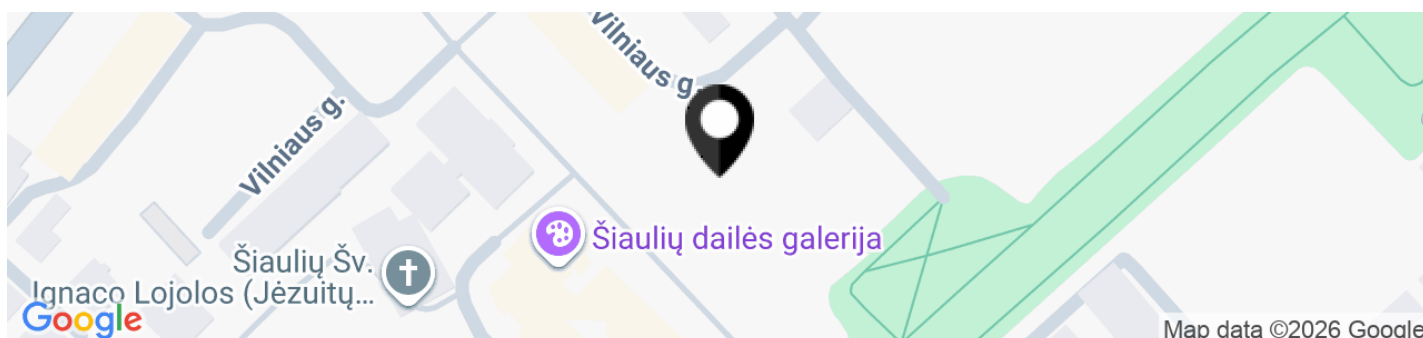 Vilniaus g.
Vilniaus g.
Šiaulių dailės galerija
Šiaulių Šv.
Ignaco Lojolos (Jėzuitų...
Google
Map data ©2026 Google